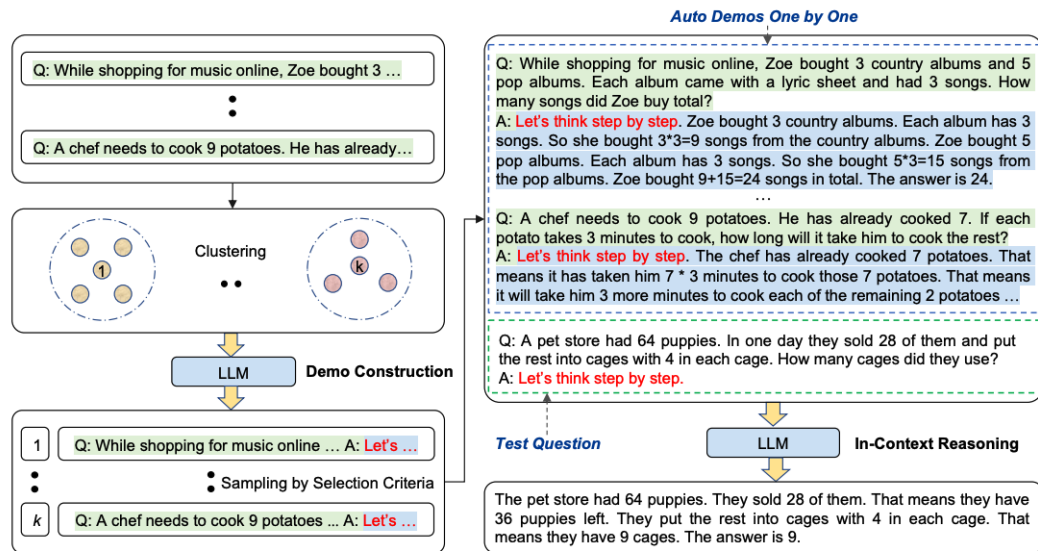 Q: While shopping for music online, Zoe bought 3 …
Q: A chef needs to cook 9 potatoes. He has already…
1
Clustering
k
LLM
Demo Construction
1
Q: While shopping for music online … A: Let's …
Sampling by Selection Criteria
k
Q: A chef needs to cook 9 potatoes ... A: Let's …
Auto Demos One by One
Q: While shopping for music online, Zoe bought 3 country albums and 5
pop albums. Each album came with a lyric sheet and had 3 songs. How
many songs did Zoe buy total?
A: Let's think step by step. Zoe bought 3 country albums. Each album has 3
songs. So she bought 3*3=9 songs from the country albums. Zoe bought 5
pop albums. Each album has 3 songs. So she bought 5*3=15 songs from
the pop albums. Zoe bought 9+15=24 songs in total. The answer is 24.
…
Q: A chef needs to cook 9 potatoes. He has already cooked 7. If each
potato takes 3 minutes to cook, how long will it take him to cook the rest?
A: Let's think step by step. The chef has already cooked 7 potatoes. That
means it has taken him 7 * 3 minutes to cook those 7 potatoes. That means
it will take him 3 more minutes to cook each of the remaining 2 potatoes …
Q: A pet store had 64 puppies. In one day they sold 28 of them and put
the rest into cages with 4 in each cage. How many cages did they use?
A: Let's think step by step.
Test Question
LLM
In-Context Reasoning
The pet store had 64 puppies. They sold 28 of them. That means they have
36 puppies left. They put the rest into cages with 4 in each cage. That
means they have 9 cages. The answer is 9.